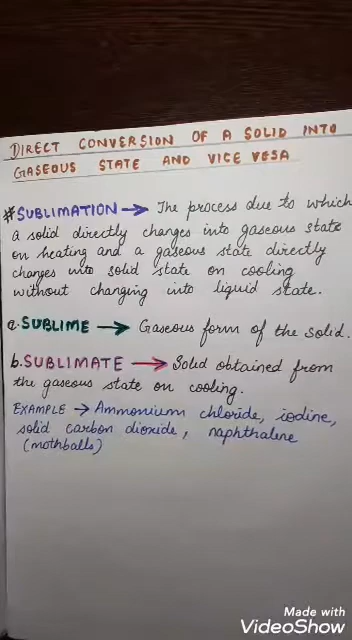 DIRECT CONVERSION OF A SOLID INTO
GASEOUS STATE AND VICE VESA
#SUBLIMATION → The process due to which
a solid directly changes into gaseous state
on heating and a gaseous state directly
changes into solid state on cooling
without changing into liquid state.
a. SUBLIME → Gaseous form of the solid.
b. SUBLIMATE → Solid obtained from
the gaseous state on cooling.
EXAMPLE → Ammonium chloride, iodine,
solid carbon dioxide, naphthalene
(mothballs)
Made with
VideoShow